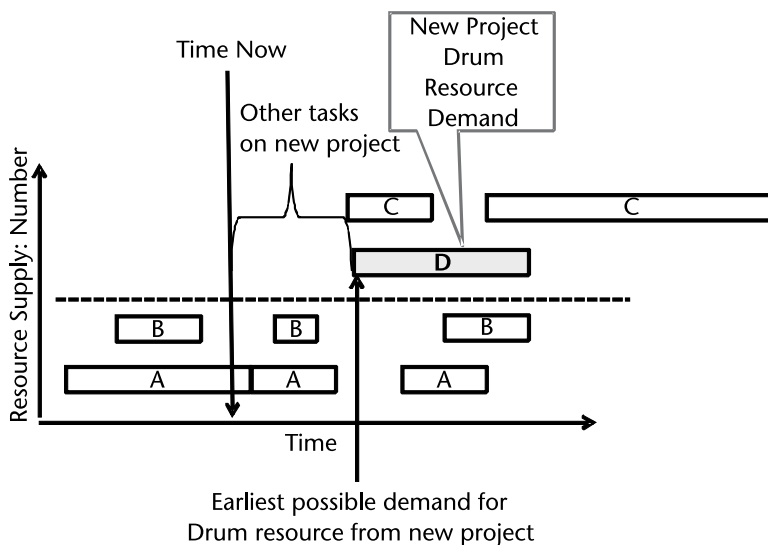 New Project
Drum
Resource
Demand
Time Now
Other tasks
on new project
Resource Supply: Number
C
C
D
B
B
B
A
A
A
Time
Earliest possible demand for
Drum resource from new project